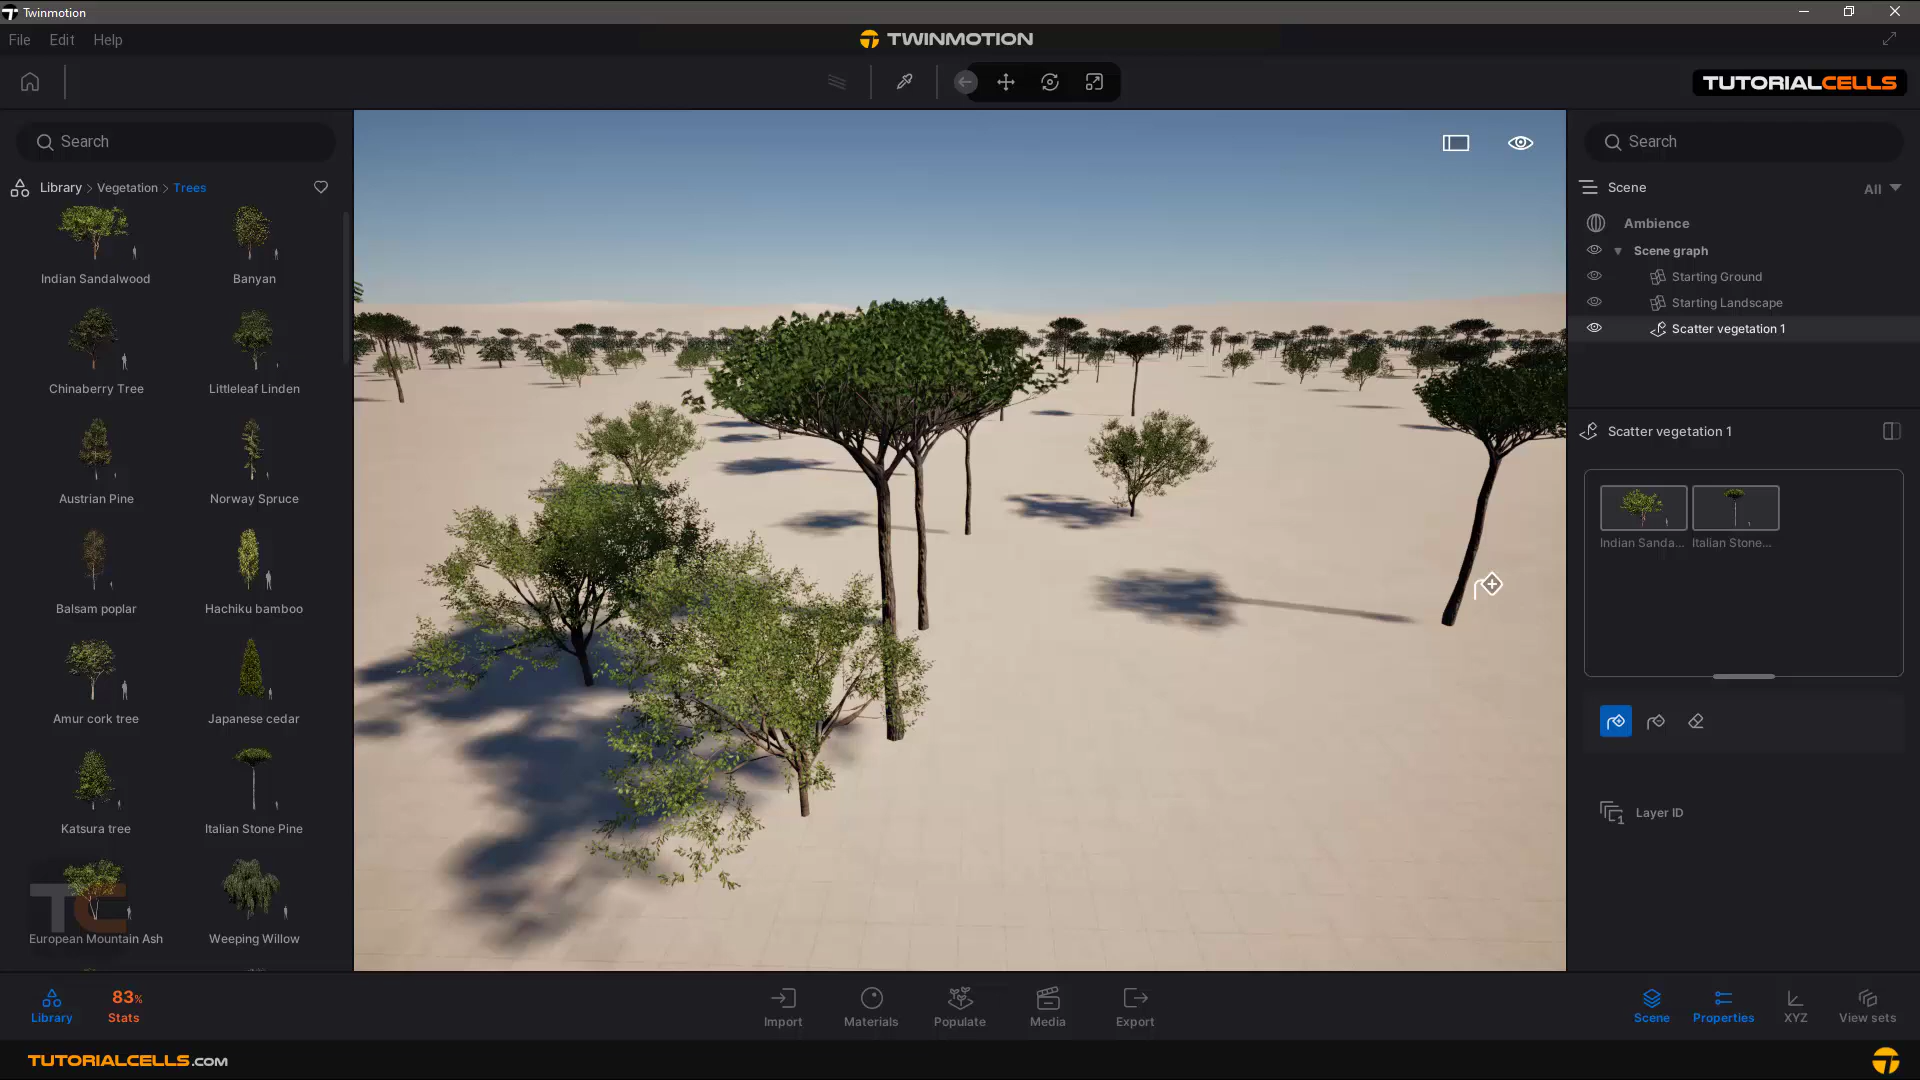 Twinmotion
File Edit Help
TWINMOTION
TUTORIALCELLS
Search
Library > Vegetation > Trees
Indian Sandalwood
Banyan
Chinaberry Tree
Littleleaf Linden
Austrian Pine
Norway Spruce
Balsam poplar
Hachiku bamboo
Amur cork tree
Japanese cedar
Katsura tree
Italian Stone Pine
TC
European Mountain Ash
Weeping Willow
Search
Scene
All
Ambience
Scene graph
Starting Ground
Starting Landscape
Scatter vegetation 1
Scatter vegetation 1
Indian Sanda...
Italian Stone...
1 Layer ID
Library
83%
Stats
Import
Materials
Populate
Media
Export
Scene
Properties
XYZ
View sets
TUTORIALCELLS.COM